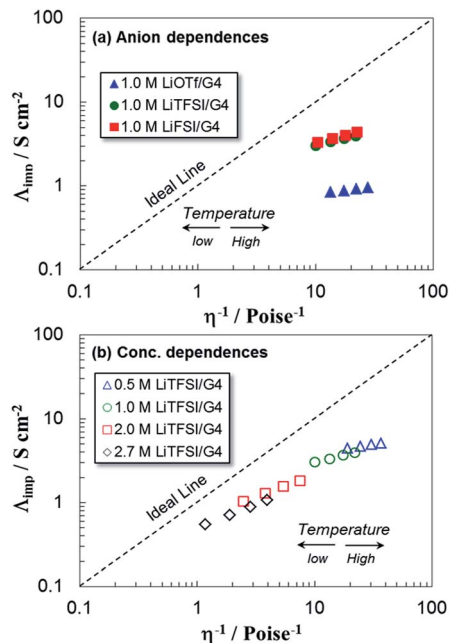 (a) Anion dependences
1.0 M LiOTf/G4
1.0 M LiTFSI/G4
1.0 M LiFSI/G4
Ideal Line
Temperature
low High
100
10
1
0.1
Λimp / S cm-2
0.1 1 10 100
η-1 / Poise-1
(b) Conc. dependences
0.5 M LiTFSI/G4
1.0 M LiTFSI/G4
2.0 M LiTFSI/G4
2.7 M LiTFSI/G4
Ideal Line
Temperature
low High
100
10
1
0.1
Λimp / S cm-2
0.1 1 10 100
η-1 / Poise-1